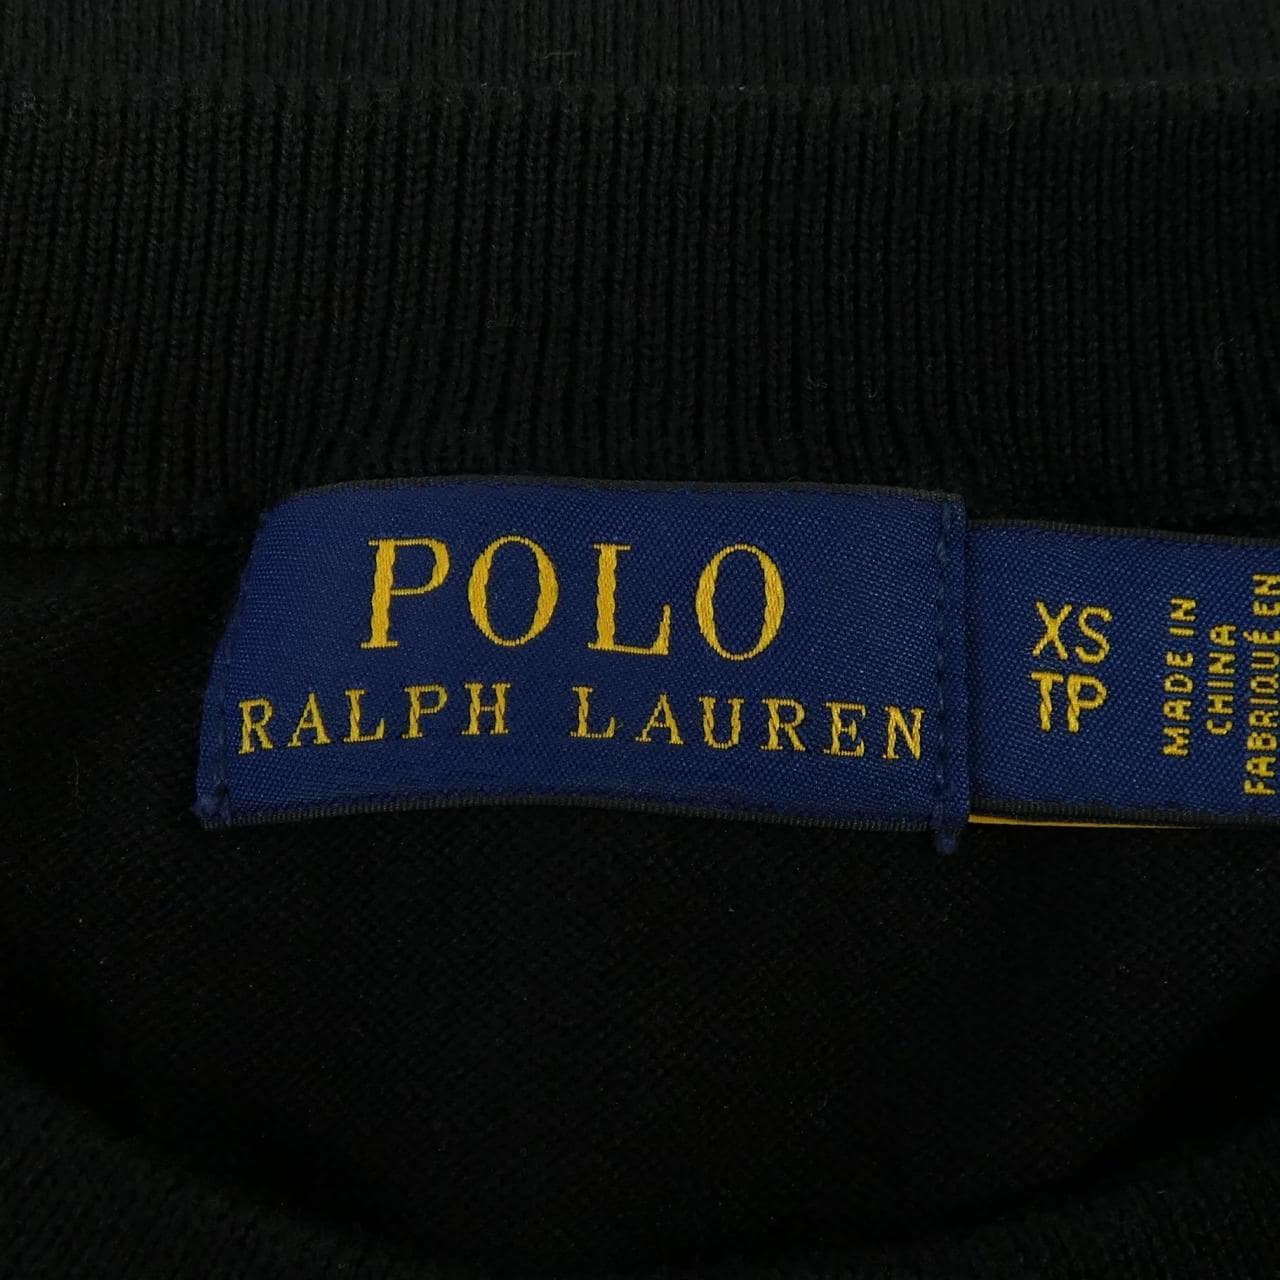 POLO
RALPH LAUREN
XS
TP
MADE IN
CHINA
FABRIQUÉ EN